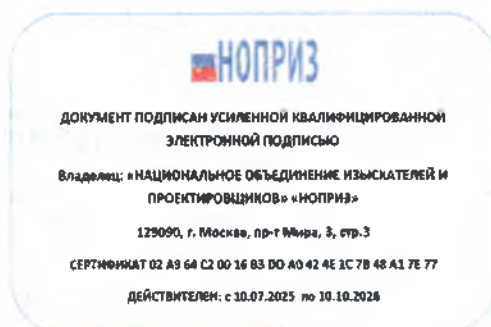 НОПРИЗ
ДОКУМЕНТ ПОДПИСАН УСИЛЕННОЙ КВАЛИФИЦИРОВАННОЙ
ЭЛЕКТРОННОЙ ПОДПИСЬЮ
Владелец: «НАЦИОНАЛЬНОЕ ОБЪЕДИНЕНИЕ ИЗЫСКАТЕЛЕЙ И
ПРОЕКТИРОВЩИКОВ» «НОПРИЗ»
129090, г. Москва, пр-т Мира, 3, стр.3
СЕРТИФИКАТ 02 A9 64 C2 00 16 B3 D0 A0 42 4E 1C 7B 48 A1 7E 77
ДЕЙСТВИТЕЛЕН: с 10.07.2025 по 10.10.2026